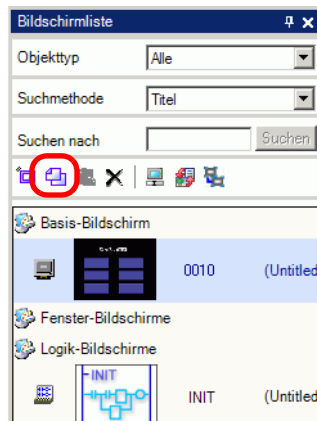 Bildschirmliste
Objekttyp Alle
Suchmethode Titel
Suchen nach Suchen
Basis-Bildschirm
0010 (Untitled
Fenster-Bildschirme
Logik-Bildschirme
INIT
INIT (Untitled